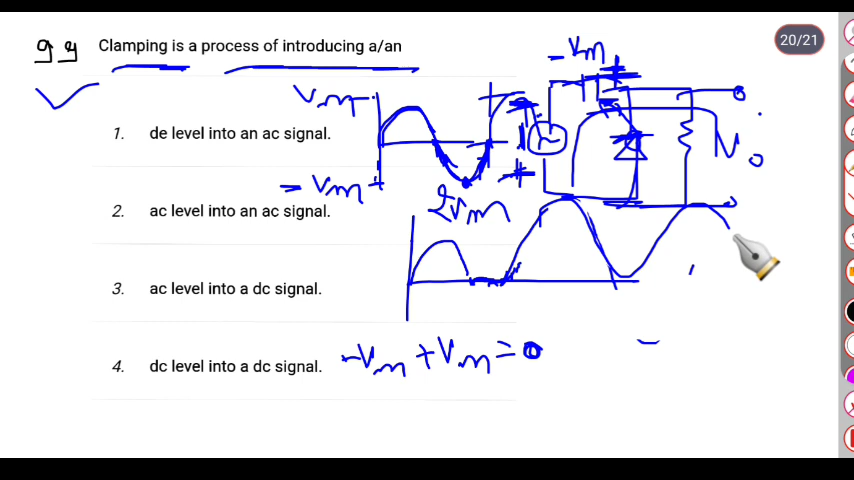 20/21
99 Clamping is a process of introducing a/an
1. de level into an ac signal.
2. ac level into an ac signal.
3. ac level into a dc signal.
4. dc level into a dc signal.
Vm
- Vm
- Vm
Vo
2Vm
-Vm + Vm = 0